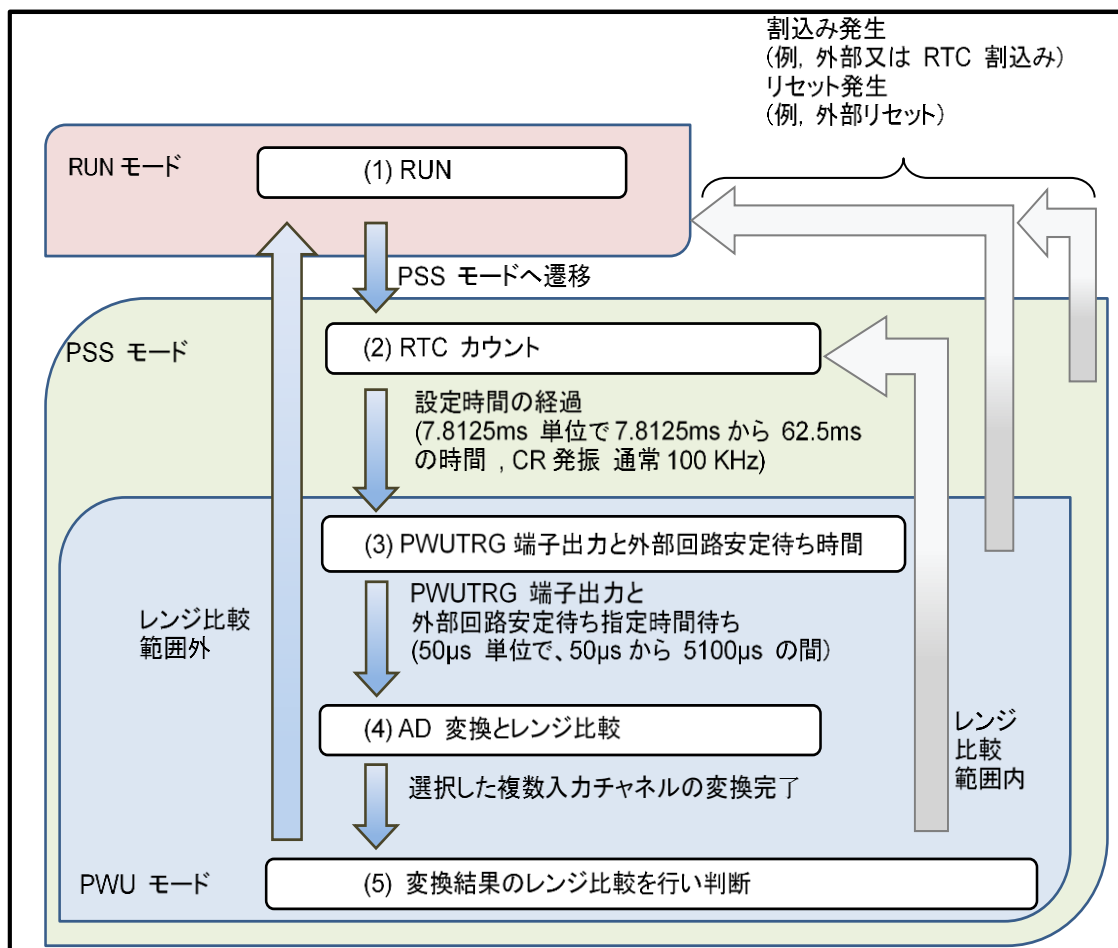 割込み発生
(例, 外部又は RTC 割込み)
リセット発生
(例, 外部リセット)
RUN モード
(1) RUN
PSS モードへ遷移
PSS モード
(2) RTC カウント
設定時間の経過
(7.8125ms 単位で 7.8125ms から 62.5ms
の時間 , CR 発振 通常 100 KHz)
(3) PWUTRG 端子出力と外部回路安定待ち時間
PWUTRG 端子出力と
外部回路安定待ち指定時間待ち
(50μs 単位で、50μs から 5100μs の間)
レンジ比較
範囲外
(4) AD 変換とレンジ比較
選択した複数入力チャネルの変換完了
レンジ
比較
範囲内
PWU モード
(5) 変換結果のレンジ比較を行い判断